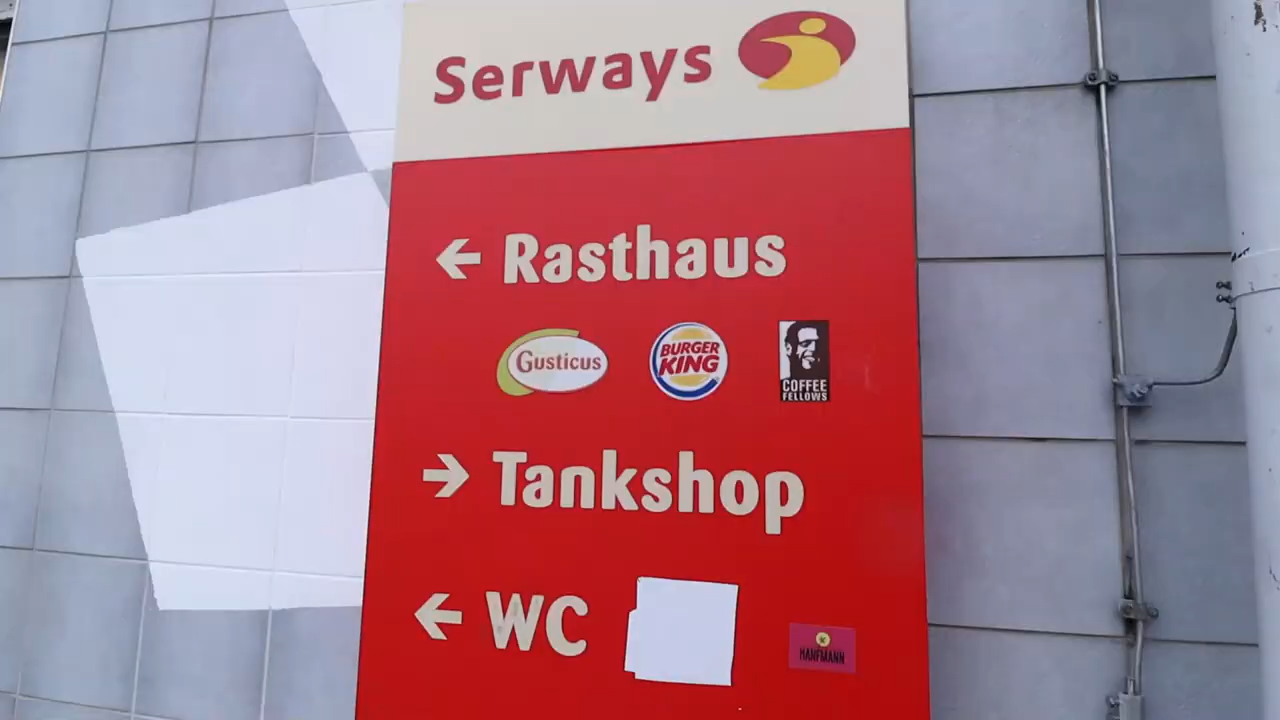 Serways
← Rasthaus
Gusticus
BURGER KING
COFFEE FELLOWS
→ Tankshop
← WC
HANFMANN